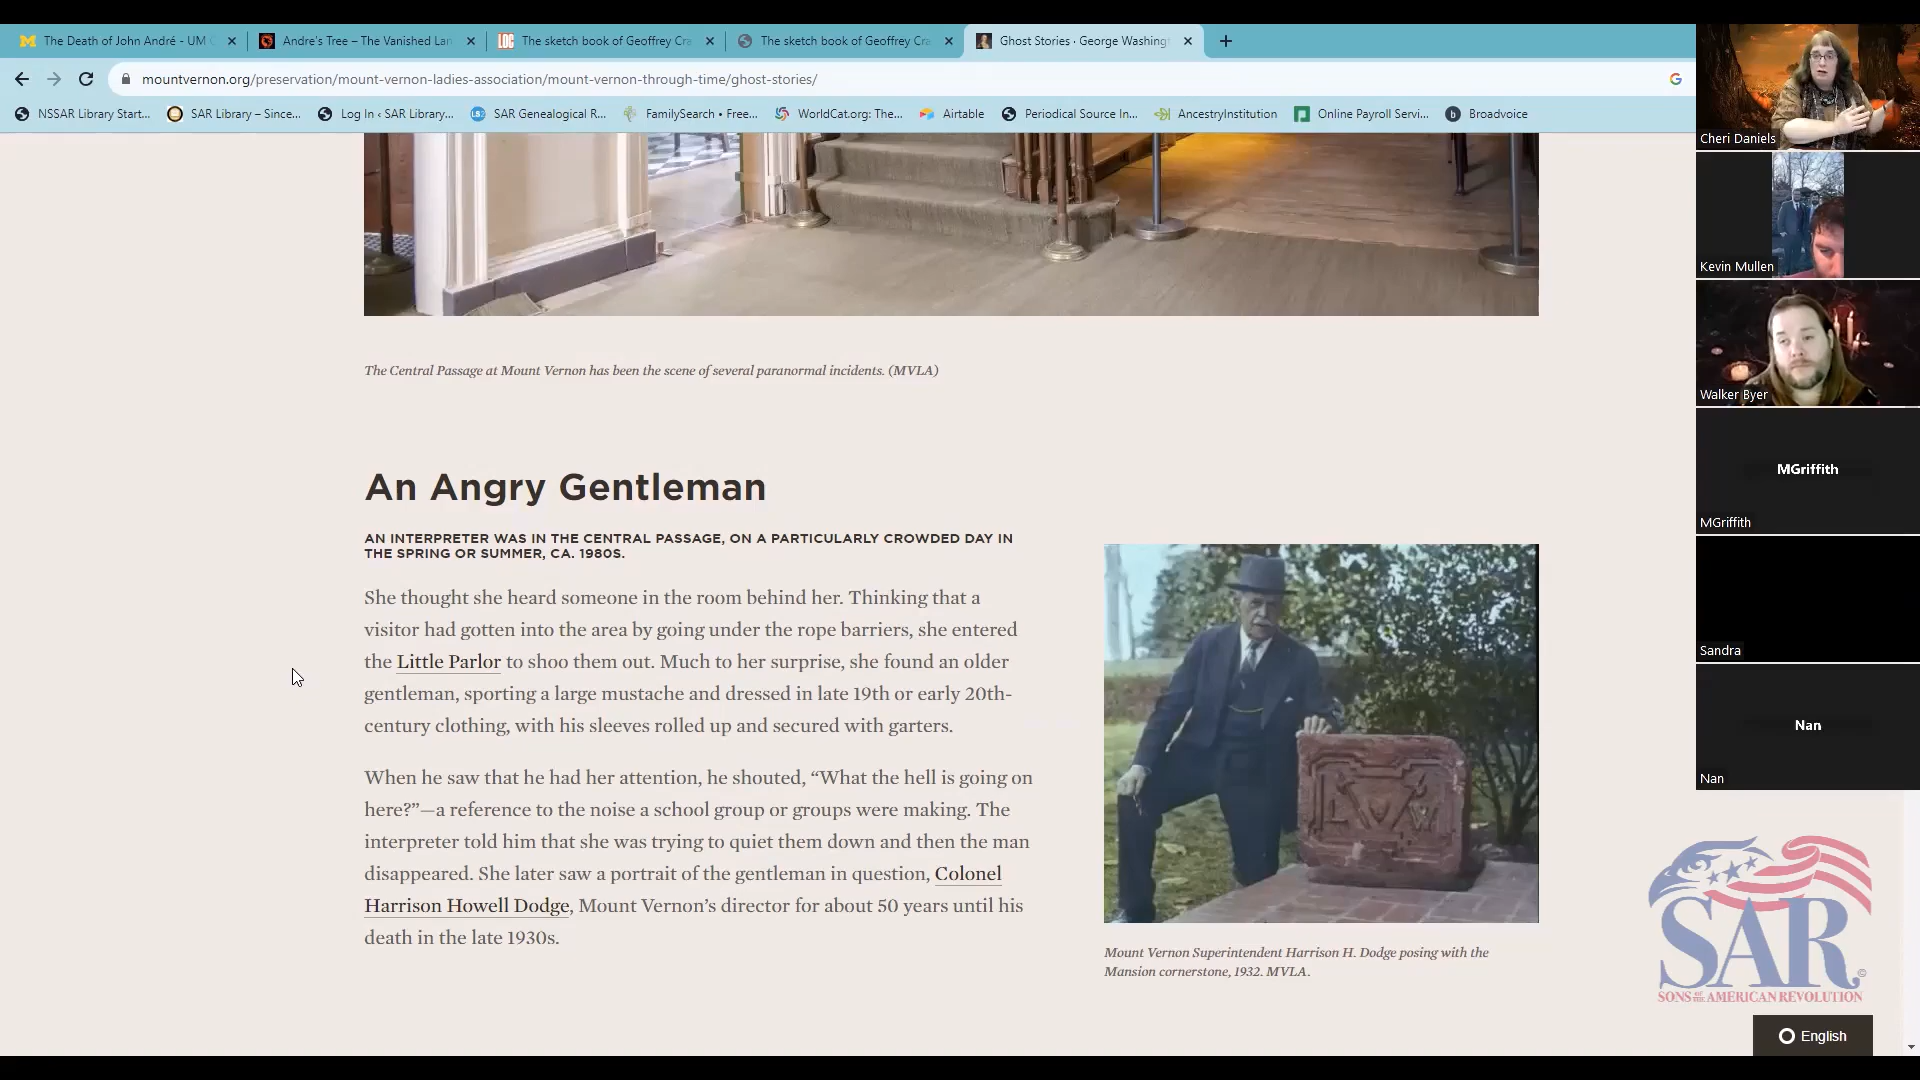 The Death of John André - UM
Andre's Tree – The Vanished Lan
LOC
The sketch book of Geoffrey Cra
The sketch book of Geoffrey Cra
Ghost Stories · George Washing
mountvernon.org/preservation/mount-vernon-ladies-association/mount-vernon-through-time/ghost-stories/
NSSAR Library Start...
SAR Library – Since...
Log In ‹ SAR Library...
SAR Genealogical R...
FamilySearch • Free...
WorldCat.org: The...
Airtable
Periodical Source In...
AncestryInstitution
Online Payroll Servi...
Broadvoice
The Central Passage at Mount Vernon has been the scene of several paranormal incidents. (MVLA)
An Angry Gentleman
AN INTERPRETER WAS IN THE CENTRAL PASSAGE, ON A PARTICULARLY CROWDED DAY IN
THE SPRING OR SUMMER, CA. 1980S.
She thought she heard someone in the room behind her. Thinking that a
visitor had gotten into the area by going under the rope barriers, she entered
the Little Parlor to shoo them out. Much to her surprise, she found an older
gentleman, sporting a large mustache and dressed in late 19th or early 20th-
century clothing, with his sleeves rolled up and secured with garters.
When he saw that he had her attention, he shouted, “What the hell is going on
here?”—a reference to the noise a school group or groups were making. The
interpreter told him that she was trying to quiet them down and then the man
disappeared. She later saw a portrait of the gentleman in question, Colonel
Harrison Howell Dodge, Mount Vernon’s director for about 50 years until his
death in the late 1930s.
Mount Vernon Superintendent Harrison H. Dodge posing with the
Mansion cornerstone, 1932. MVLA.
Cheri Daniels
Kevin Mullen
Walker Byer
MGriffith
MGriffith
Sandra
Nan
Nan
SAR
SONS OF THE AMERICAN REVOLUTION
English